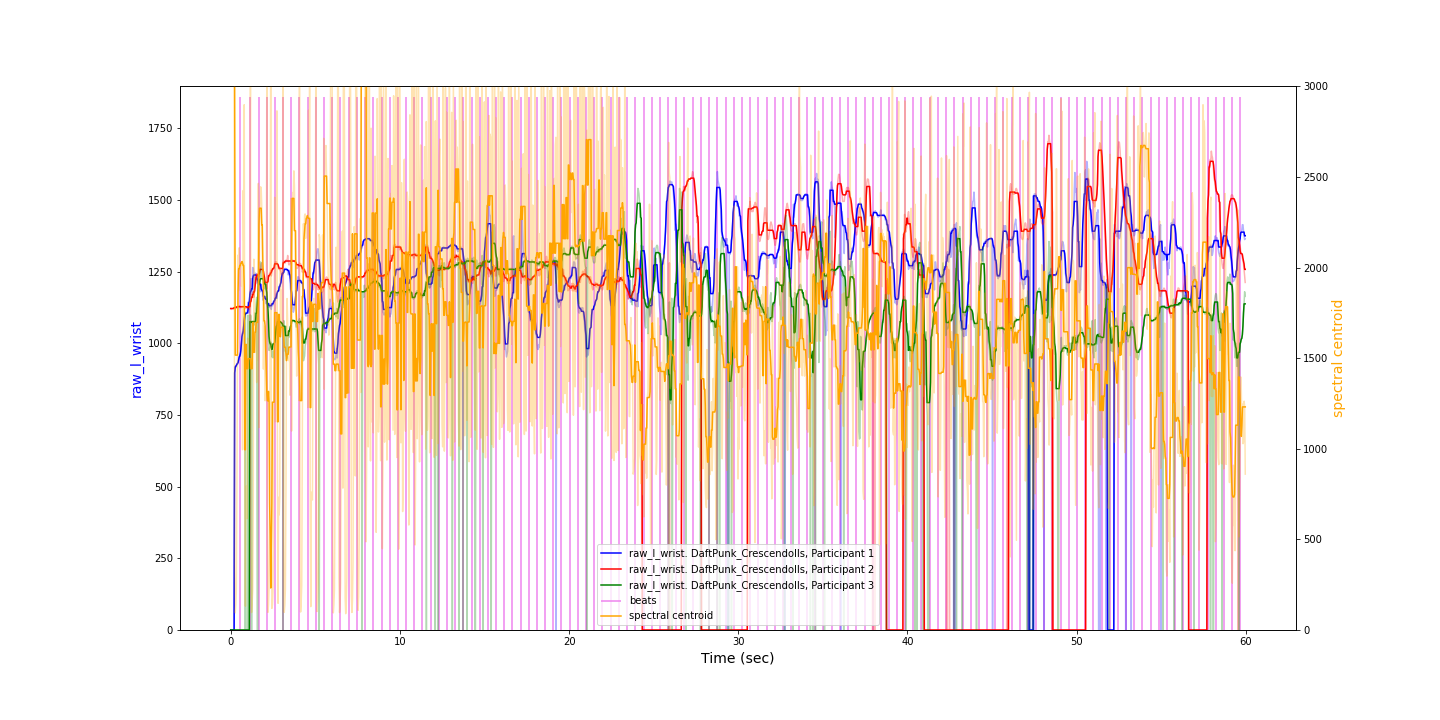 raw_l_wrist
1750
1500
1250
1000
750
500
250
0
3000
2500
2000
1500
1000
500
0
spectral centroid
raw_l_wrist. DaftPunk_Crescendolls, Participant 1
raw_l_wrist. DaftPunk_Crescendolls, Participant 2
raw_l_wrist. DaftPunk_Crescendolls, Participant 3
beats
spectral centroid
0 10 20 30 40 50 60
Time (sec)